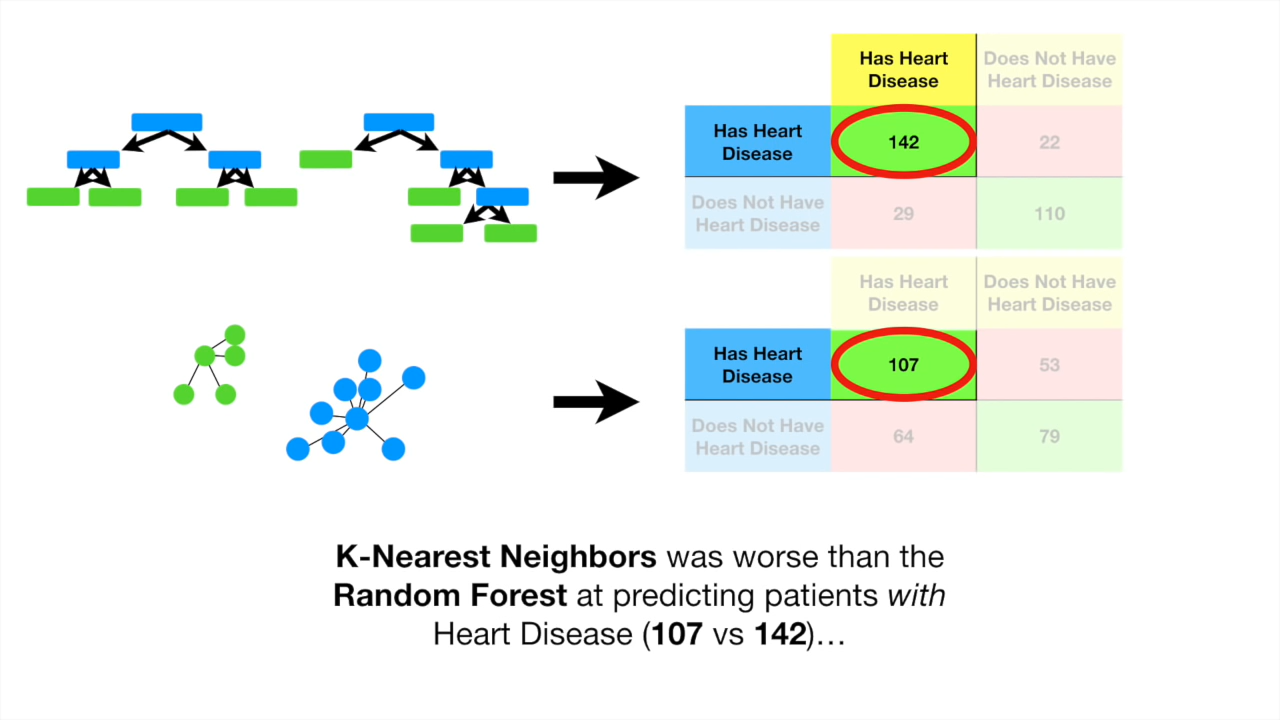 Has Heart
Disease
Does Not Have
Heart Disease
Has Heart
Disease
142
22
Does Not Have
Heart Disease
29
110
Has Heart
Disease
Does Not Have
Heart Disease
Has Heart
Disease
107
53
Does Not Have
Heart Disease
64
79
K-Nearest Neighbors was worse than the
Random Forest at predicting patients with
Heart Disease (107 vs 142)…